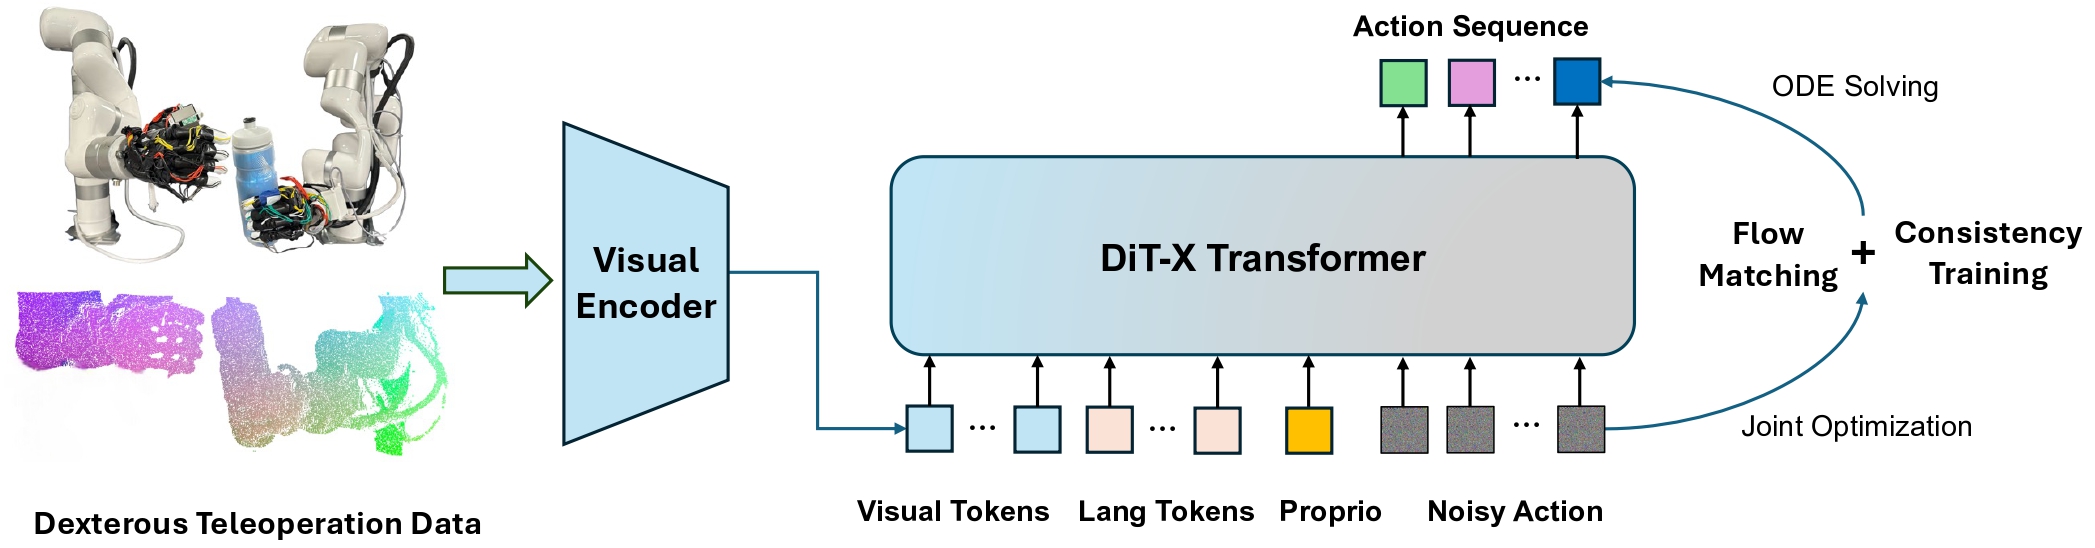 Action Sequence
...
ODE Solving
Visual
Encoder
DiT-X Transformer
Flow
Matching
+
Consistency
Training
...
...
...
Joint Optimization
Visual Tokens
Lang Tokens
Proprio
Noisy Action
Dexterous Teleoperation Data